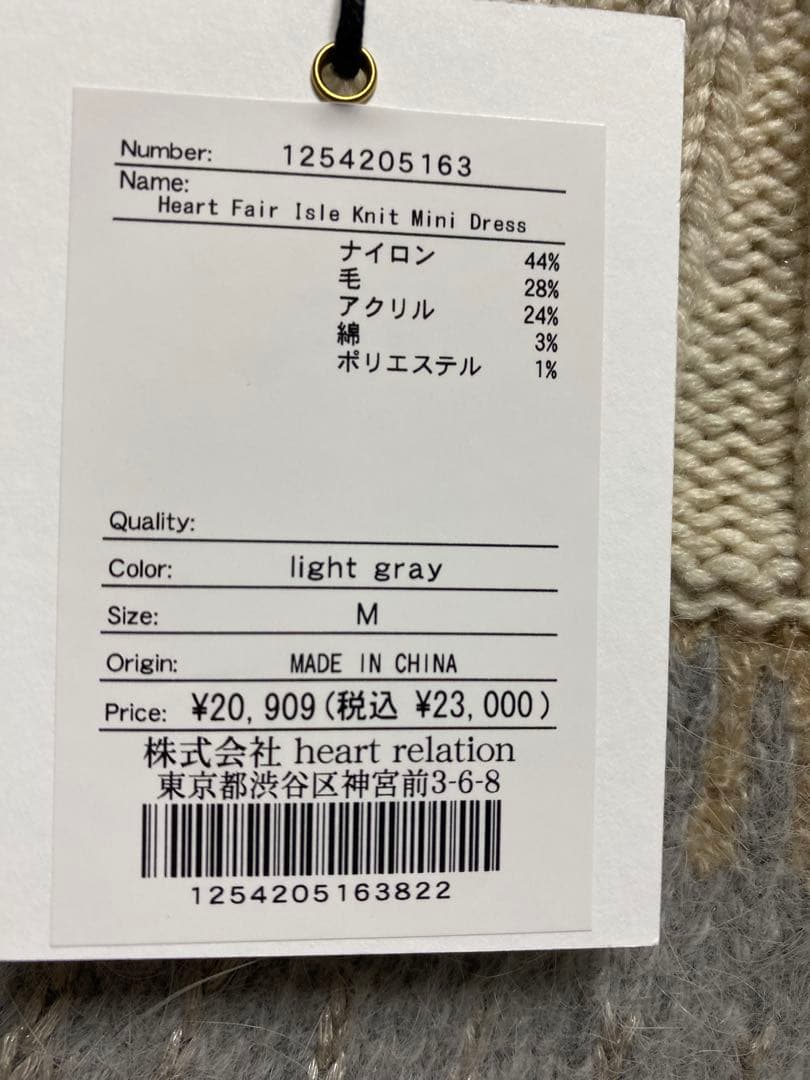 Number: 1254205163
Name:
Heart Fair Isle Knit Mini Dress
ナイロン 44%
毛 28%
アクリル 24%
綿 3%
ポリエステル 1%
Quality:
Color: light gray
Size: M
Origin: MADE IN CHINA
Price: ¥20,909(税込 ¥23,000)
株式会社 heart relation
東京都渋谷区神宮前3-6-8
1254205163822